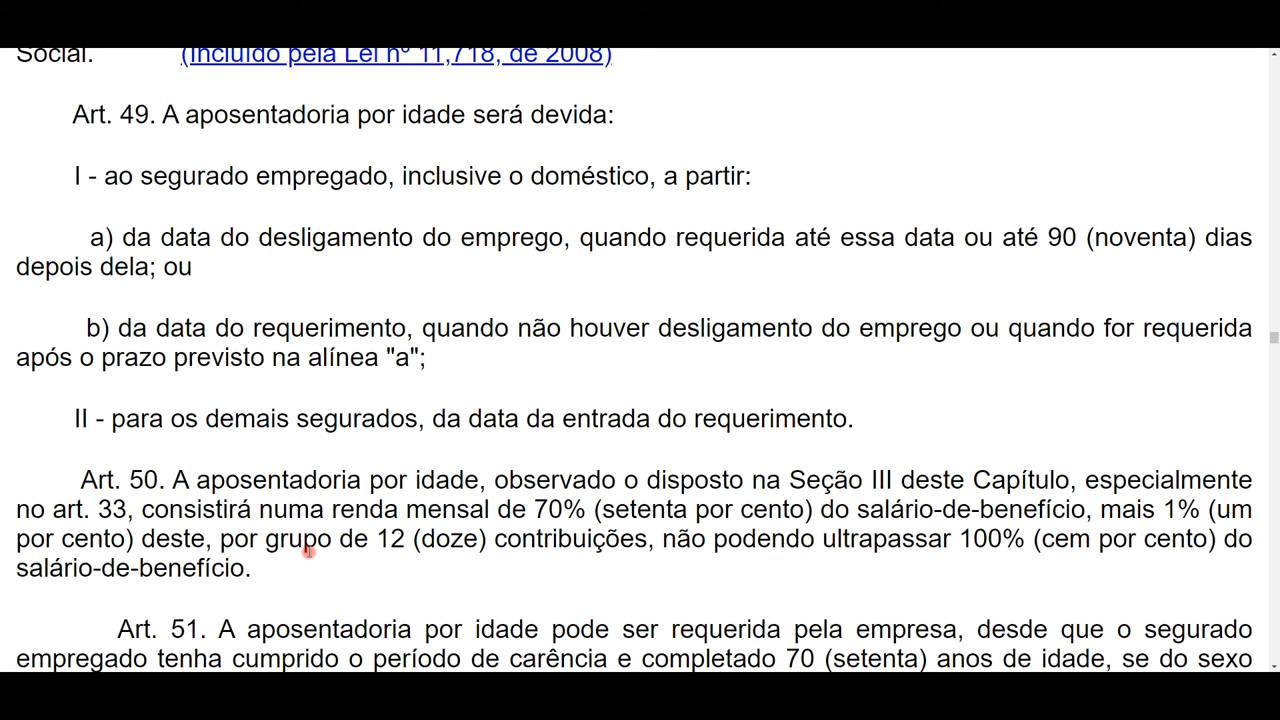 Social. (Incluído pela Lei nº 11,718, de 2008)
Art. 49. A aposentadoria por idade será devida:
I - ao segurado empregado, inclusive o doméstico, a partir:
a) da data do desligamento do emprego, quando requerida até essa data ou até 90 (noventa) dias
depois dela; ou
b) da data do requerimento, quando não houver desligamento do emprego ou quando for requerida
após o prazo previsto na alínea "a";
II - para os demais segurados, da data da entrada do requerimento.
Art. 50. A aposentadoria por idade, observado o disposto na Seção III deste Capítulo, especialmente
no art. 33, consistirá numa renda mensal de 70% (setenta por cento) do salário-de-benefício, mais 1% (um
por cento) deste, por grupo de 12 (doze) contribuições, não podendo ultrapassar 100% (cem por cento) do
salário-de-benefício.
Art. 51. A aposentadoria por idade pode ser requerida pela empresa, desde que o segurado
empregado tenha cumprido o período de carência e completado 70 (setenta) anos de idade, se do sexo